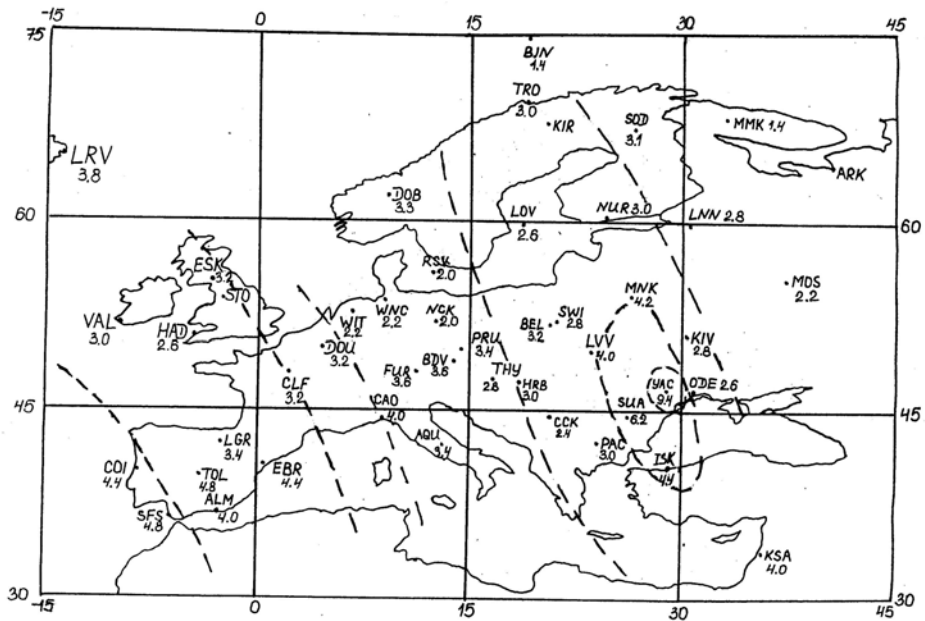 -15 0 15 30 45
75
BJN
1.4
TRO
3.0
KIR
SOD
3.1
MMK 1.4
ARK
LRV
3.8
DOB
3.3
60
LOV
2.6
NUR 3.0
LNN 2.8
60
ESK
3.2
STO
RSV
2.0
MOS
2.2
VAL
3.0
HAD
2.6
WIT
2.2
WNC
2.2
NCK
2.0
MNK
4.2
BEL
3.2
SWI
2.8
LVV
4.0
KIV
2.8
DOU
3.2
PRU
3.4
BDV
3.6
FUR
3.6
THY
2.8
HRB
3.0
CLF
3.2
YAC
9.4
ODE 2.6
45
CAO
4.0
SUA
6.2
45
CCK
2.4
LGR
3.4
AQU
3.4
PAC
3.0
COI
4.4
TOL
4.8
EBR
4.4
ISK
4.4
ALM
4.0
SFS
4.8
KSA
4.0
30 30
-15 0 15 30 45